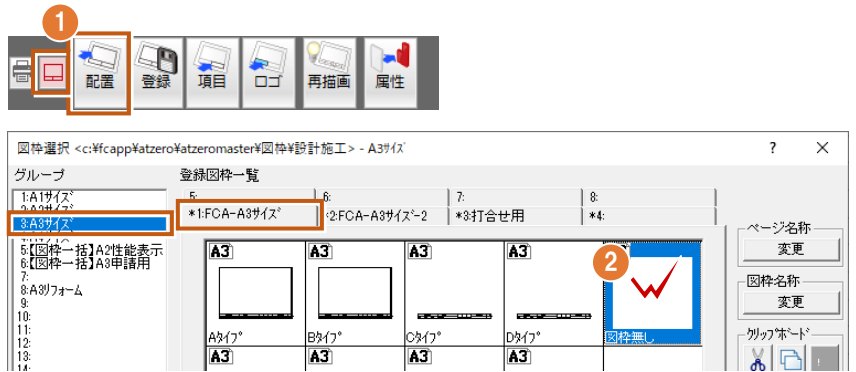 1
配置 登録 項目 ロゴ 再描画 属性
図枠選択 <c:¥fcapp¥atzero¥atzeromaster¥図枠¥設計施工> - A3ｻｲｽﾞ ? ×
グループ
登録図枠一覧
1:A1ｻｲｽﾞ
3:A3ｻｲｽﾞ
5:【図枠一括】A2性能表示
6:【図枠一括】A3申請用
7:
8:A3ﾘﾌｫｰﾑ
9:
10:
11:
12:
13:
14:
5: 6: 7: 8:
*1:FCA-A3ｻｲｽﾞ *2:FCA-A3ｻｲｽﾞ-2 *3:打合せ用 *4:
A3 A3 A3 A3 2
Aﾀｲﾌﾟ Bﾀｲﾌﾟ Cﾀｲﾌﾟ Dﾀｲﾌﾟ 図枠無し
A3 A3 A3 A3
ページ名称
変更
図枠名称
変更
ｸﾘｯﾌﾟﾎﾞｰﾄﾞ